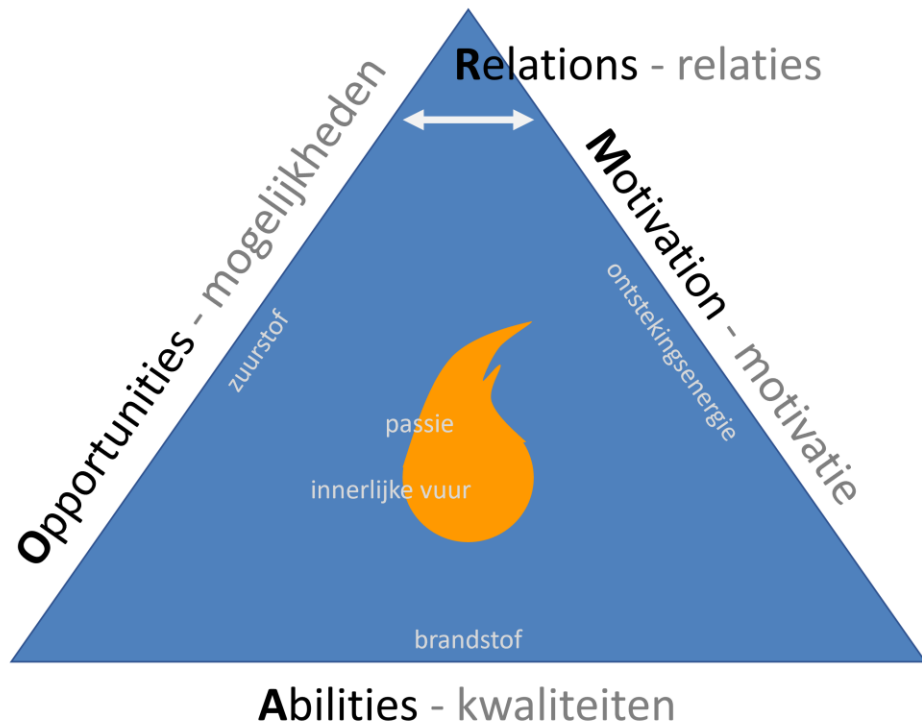 Relations - relaties
Opportunities - mogelijkheden
Motivation - motivatie
zuurstof
ontstekingsenergie
passie
innerlijke vuur
brandstof
Abilities - kwaliteiten